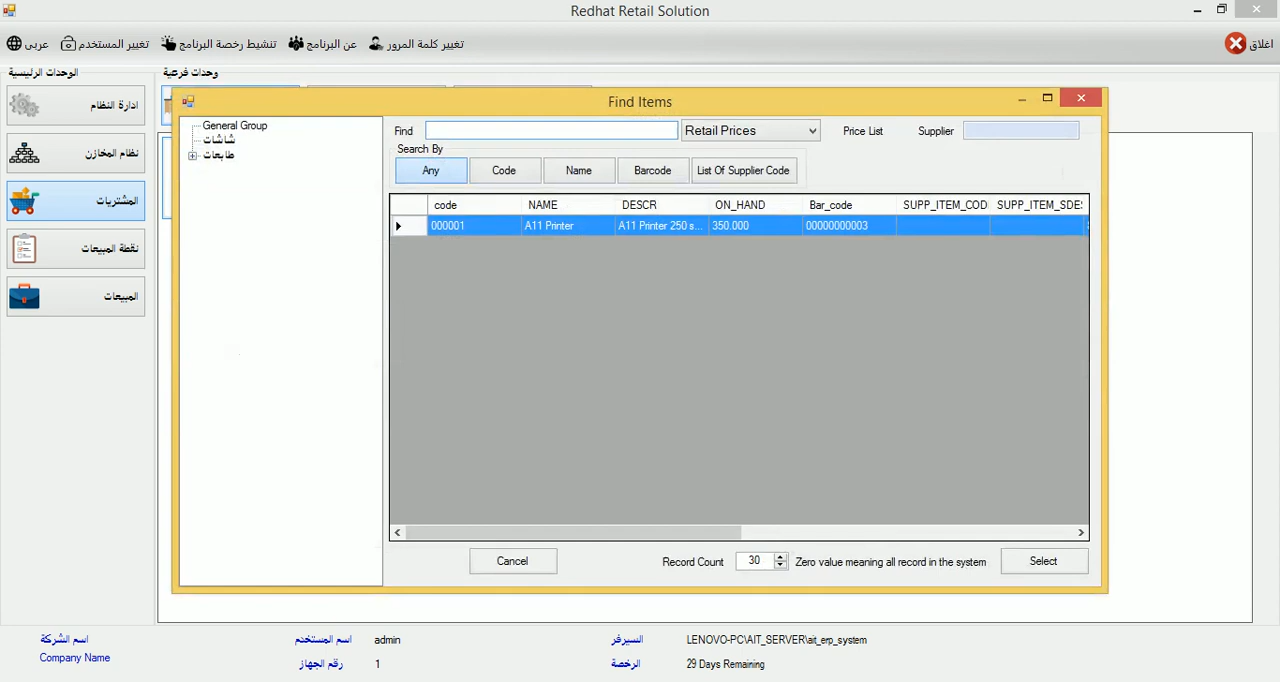 Redhat Retail Solution
عربى
تغيير المستخدم
تنشيط رخصة البرنامج
عن البرنامج
تغيير كلمة المرور
اغلاق
الوحدات الرئيسية
وحدات فرعية
ادارة النظام
نظام المخازن
المشتريات
نقطة المبيعات
المبيعات
Find Items
General Group
شاشات
طابعات
Find
Retail Prices
Price List
Supplier
Search By
Any
Code
Name
Barcode
List Of Supplier Code
code NAME DESCR ON_HAND Bar_code SUPP_ITEM_CODI SUPP_ITEM_SDES
000001 A11 Printer A11 Printer 250 s... 350.000 00000000003
Cancel
Record Count
30
Zero value meaning all record in the system
Select
اسم الشركة
Company Name
اسم المستخدم
admin
رقم الجهاز
1
السيرفر
LENOVO-PC\AIT_SERVER\ait_erp_system
الرخصة
29 Days Remaining